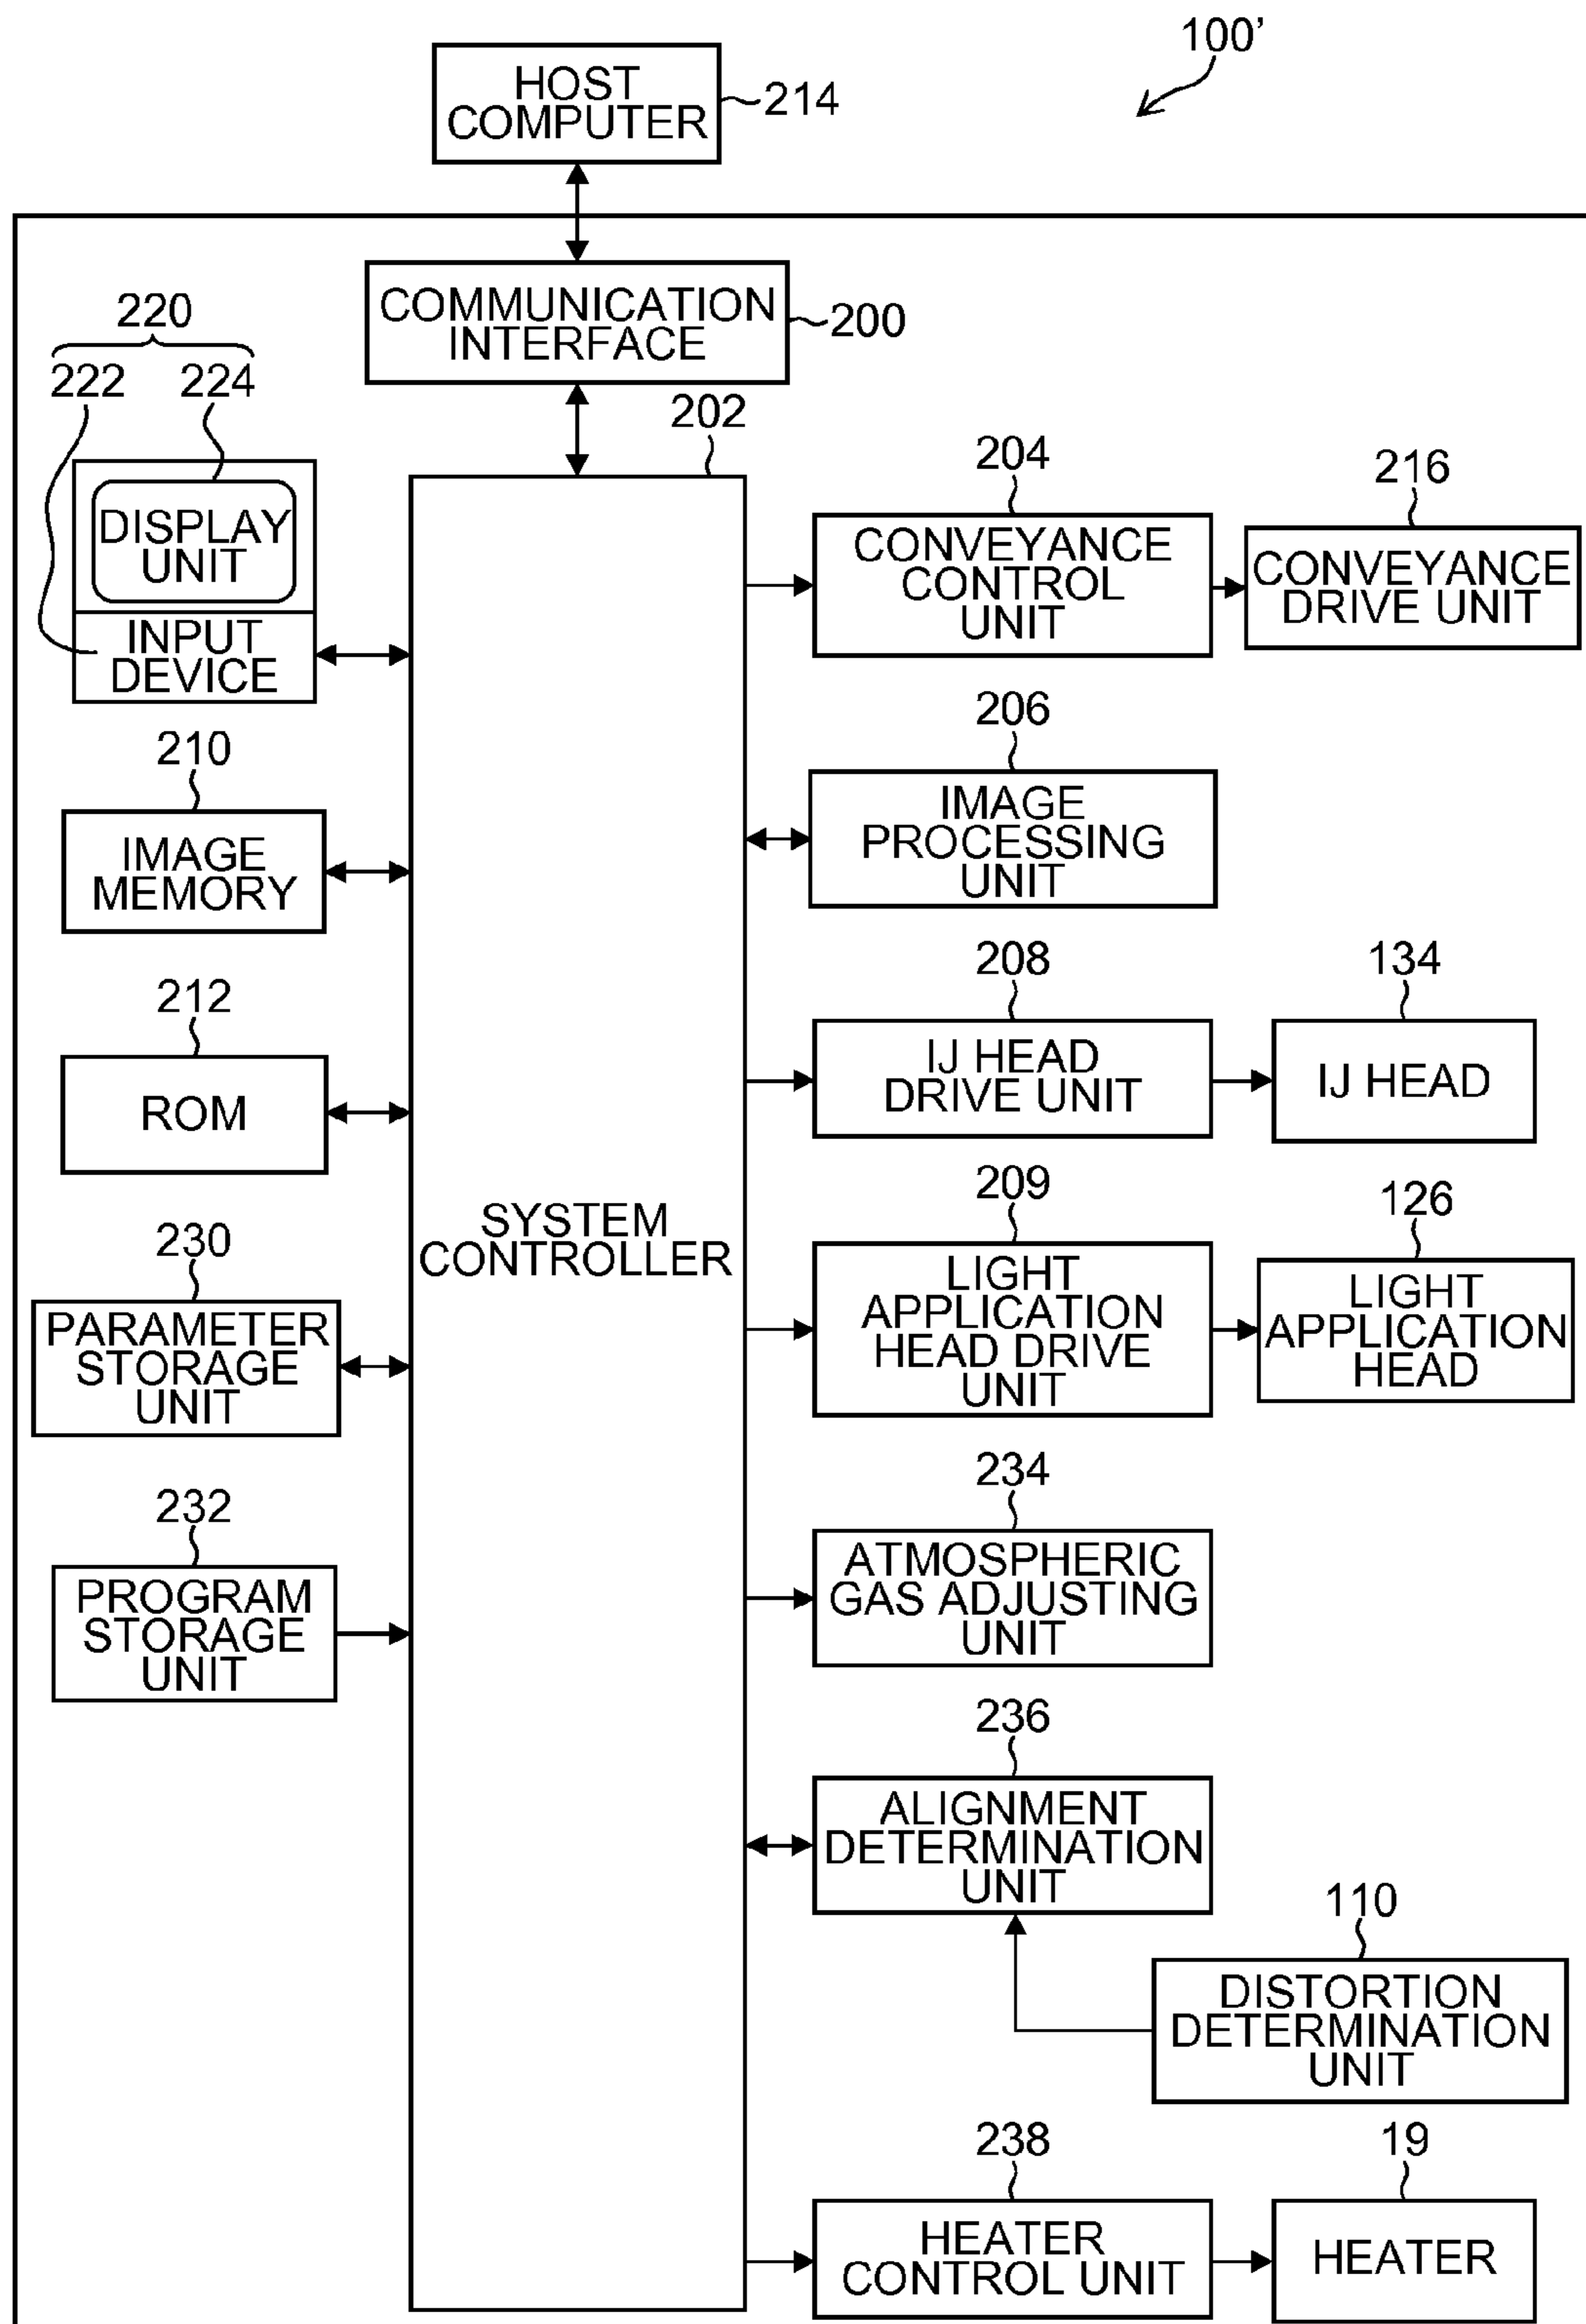 100’
HOST
COMPUTER
214
COMMUNICATION
INTERFACE
200
220
222
224
202
DISPLAY
UNIT
INPUT
DEVICE
204
CONVEYANCE
CONTROL
UNIT
216
CONVEYANCE
DRIVE UNIT
210
IMAGE
MEMORY
206
IMAGE
PROCESSING
UNIT
212
ROM
208
IJ HEAD
DRIVE UNIT
134
IJ HEAD
SYSTEM
CONTROLLER
230
PARAMETER
STORAGE
UNIT
209
LIGHT
APPLICATION
HEAD DRIVE
UNIT
126
LIGHT
APPLICATION
HEAD
232
PROGRAM
STORAGE
UNIT
234
ATMOSPHERIC
GAS ADJUSTING
UNIT
236
ALIGNMENT
DETERMINATION
UNIT
110
DISTORTION
DETERMINATION
UNIT
238
HEATER
CONTROL UNIT
19
HEATER